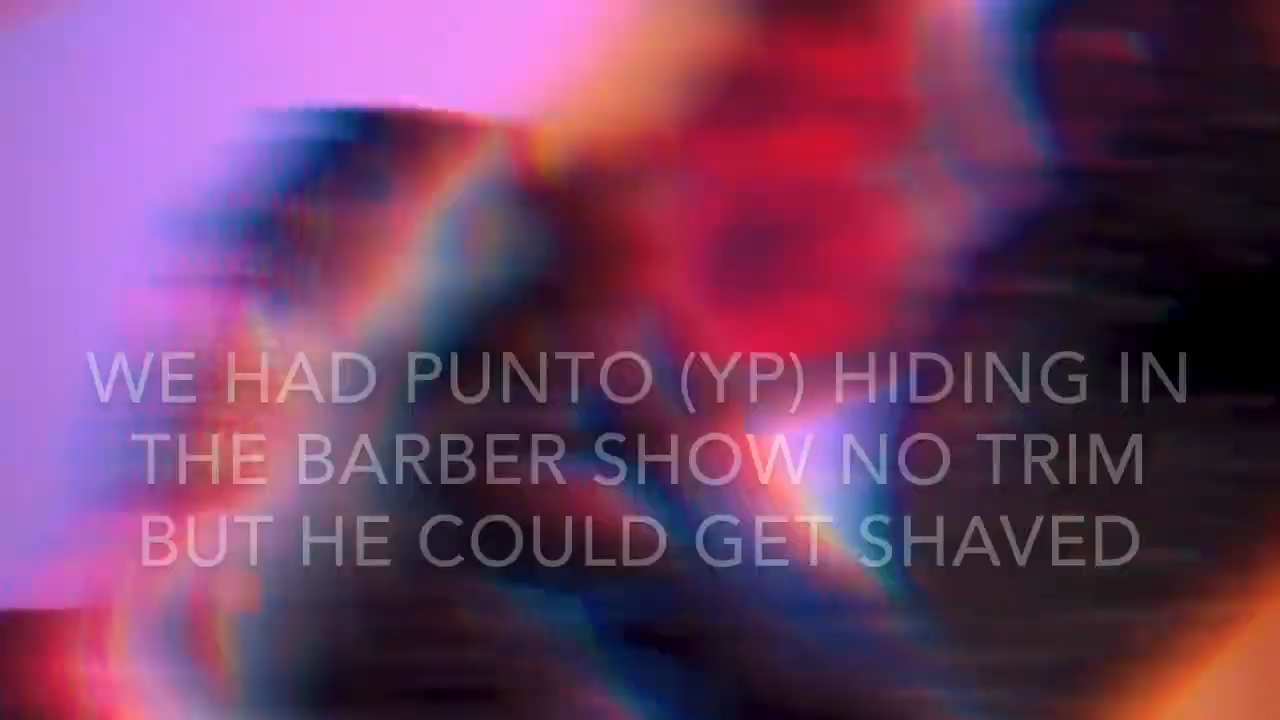 WE HAD PUNTO (YP) HIDING IN
THE BARBER SHOW NO TRIM
BUT HE COULD GET SHAVED